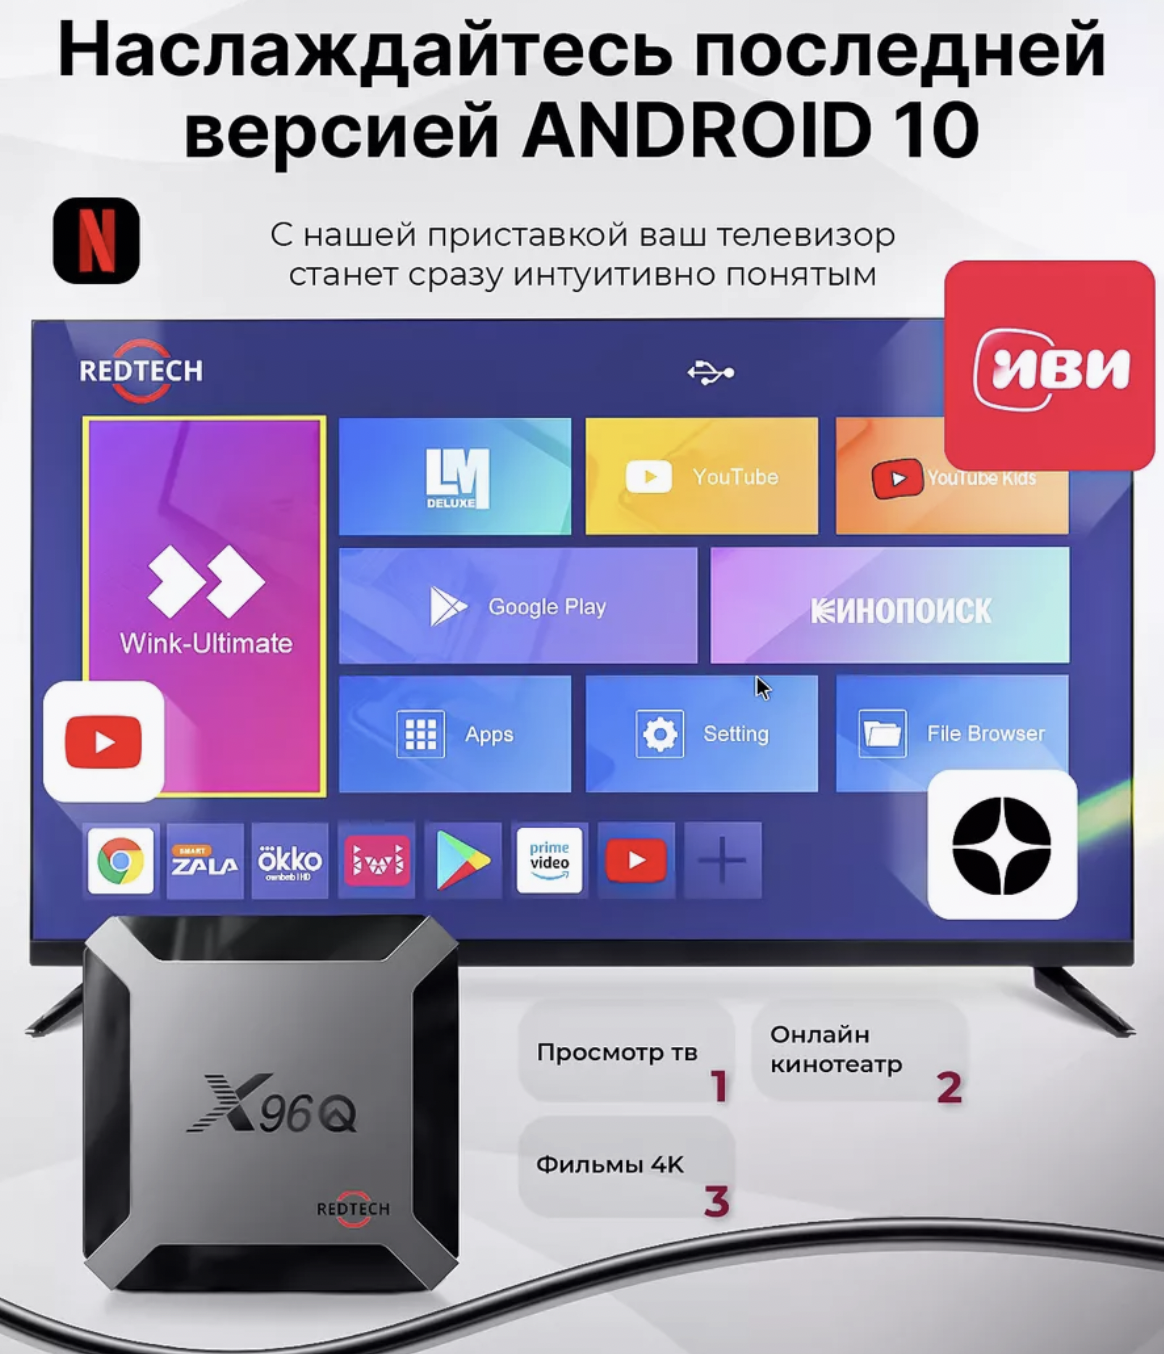 Наслаждайтесь последней
версией ANDROID 10
N
С нашей приставкой ваш телевизор
станет сразу интуитивно понятым
REDTECH
иви
LM
DELUXE
YouTube
YouTube Kids
Wink-Ultimate
Google Play
КИНОПОИСК
Apps
Setting
File Browser
SMART
ZALA
okko
ivi
prime
video
X96Q
REDTECH
Просмотр тв
1
Онлайн
кинотеатр
2
Фильмы 4K
3